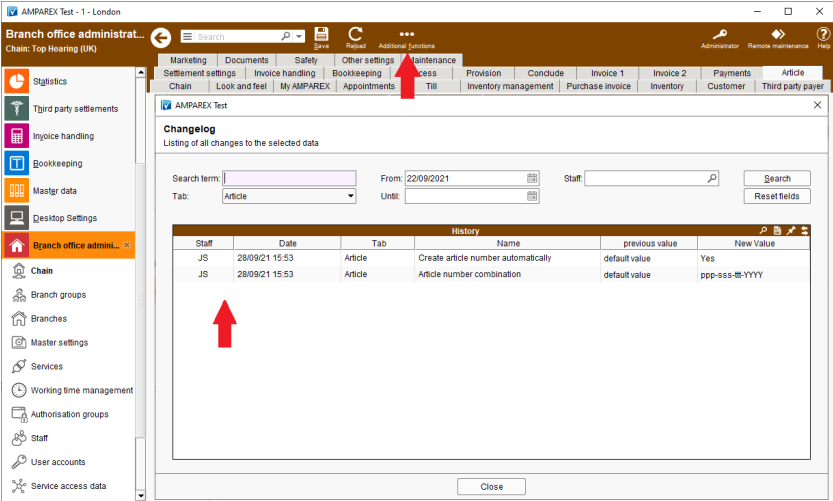 AMPAREX Test - 1 - London
Branch office administrat...
Chain: Top Hearing (UK)
Search
Save
Reload
Additional functions
Administrator
Remote maintenance
Help
Marketing Documents Safety Other settings Maintenance
Settlement settings Invoice handling Bookkeeping Provision Conclude Invoice 1 Invoice 2 Payments Article
Chain Look and feel My AMPAREX Appointments Till Inventory management Purchase invoice Inventory Customer Third party payer
Statistics
Third party settlements
Invoice handling
Bookkeeping
Master data
Desktop Settings
Branch office admini... ×
Chain
Branch groups
Branches
Master settings
Services
Working time management
Authorisation groups
Staff
User accounts
Service access data
AMPAREX Test
Changelog
Listing of all changes to the selected data
Search term: From: 22/09/2021 Staff: Search
Tab: Article Until: Reset fields
History
Staff Date Tab Name previous value New Value
JS 28/09/21 15:53 Article Create article number automatically default value Yes
JS 28/09/21 15:53 Article Article number combination default value ppp-sss-ttt-YYYY
Close